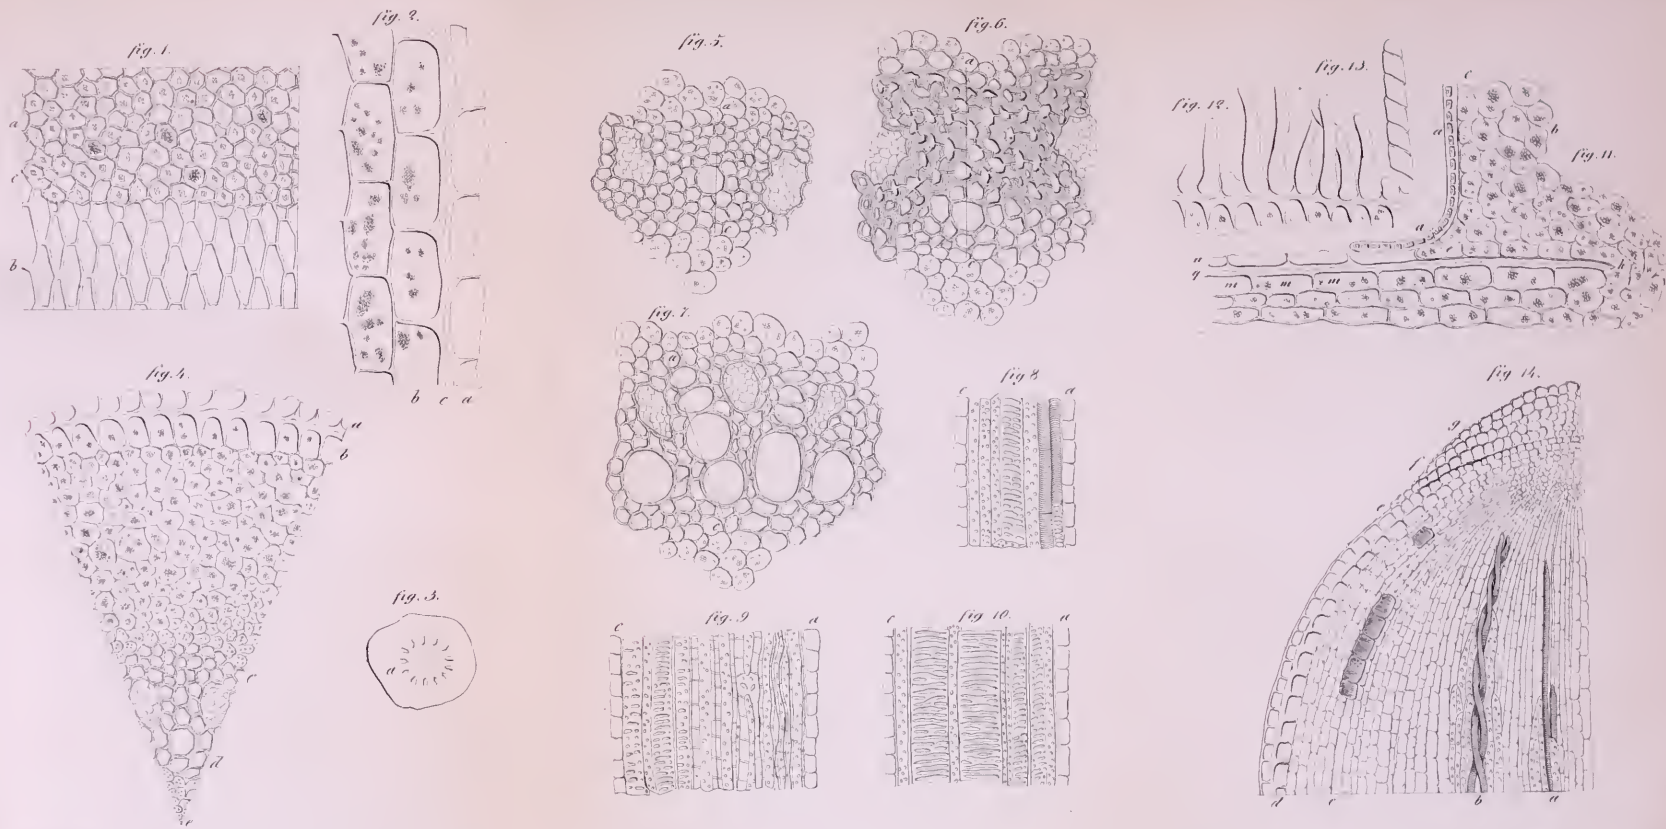 fig. 1.
a
c
b
fig. 2.
b c a
fig. 4.
a
b
c
d
e
fig. 3.
a
fig. 5.
a
fig. 6.
a
fig. 7.
a
c
fig 8
c a
fig. 9
c a
fig 10.
c a
fig. 12.
fig. 13.
c
a b
fig. 11.
a
n
g h
m m m
fig 14.
g
f
e
d c b a